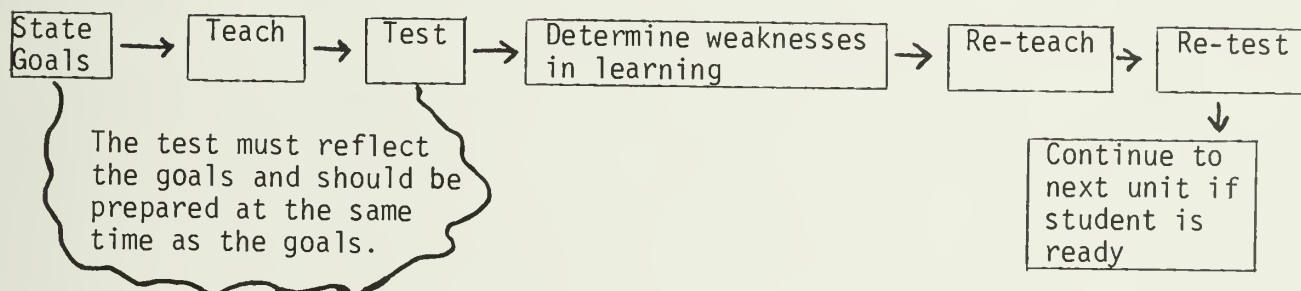 State
Goals
Teach
Test
Determine weaknesses
in learning
Re-teach
Re-test
The test must reflect
the goals and should be
prepared at the same
time as the goals.
Continue to
next unit if
student is
ready